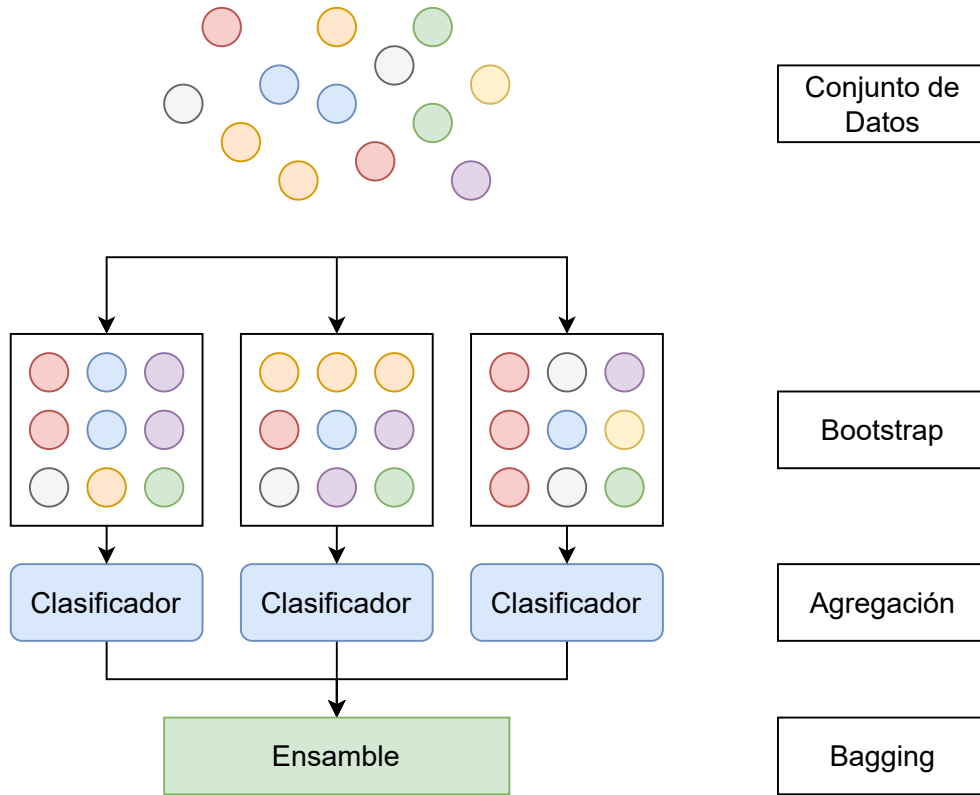 Conjunto de
Datos
Bootstrap
Clasificador
Clasificador
Clasificador
Agregación
Ensamble
Bagging